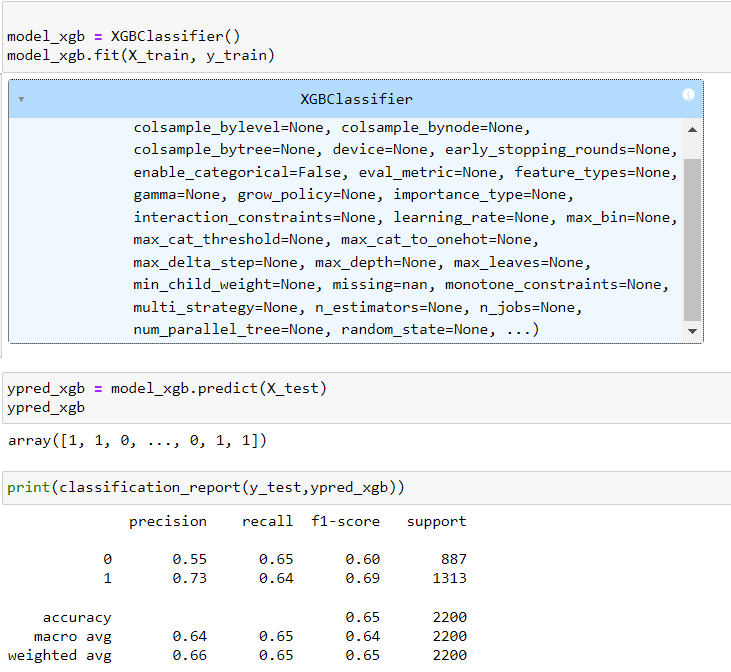 model_xgb = XGBClassifier()
model_xgb.fit(X_train, y_train)
XGBClassifier
colsample_bylevel=None, colsample_bynode=None,
colsample_bytree=None, device=None, early_stopping_rounds=None,
enable_categorical=False, eval_metric=None, feature_types=None,
gamma=None, grow_policy=None, importance_type=None,
interaction_constraints=None, learning_rate=None, max_bin=None,
max_cat_threshold=None, max_cat_to_onehot=None,
max_delta_step=None, max_depth=None, max_leaves=None,
min_child_weight=None, missing=nan, monotone_constraints=None,
multi_strategy=None, n_estimators=None, n_jobs=None,
num_parallel_tree=None, random_state=None, ...)
ypred_xgb = model_xgb.predict(X_test)
ypred_xgb
array([1, 1, 0, ..., 0, 1, 1])
print(classification_report(y_test,ypred_xgb))
precision recall f1-score support
0 0.55 0.65 0.60 887
1 0.73 0.64 0.69 1313
accuracy 0.65 2200
macro avg 0.64 0.65 0.64 2200
weighted avg 0.66 0.65 0.65 2200